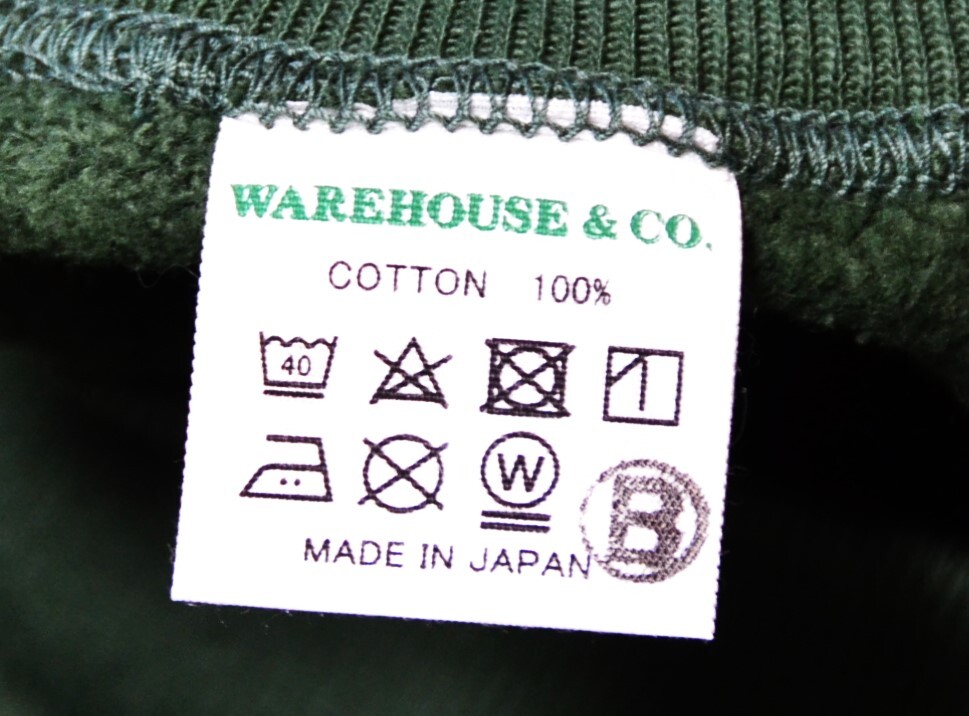 WAREHOUSE & CO.
COTTON 100%
40
W
B
MADE IN JAPAN